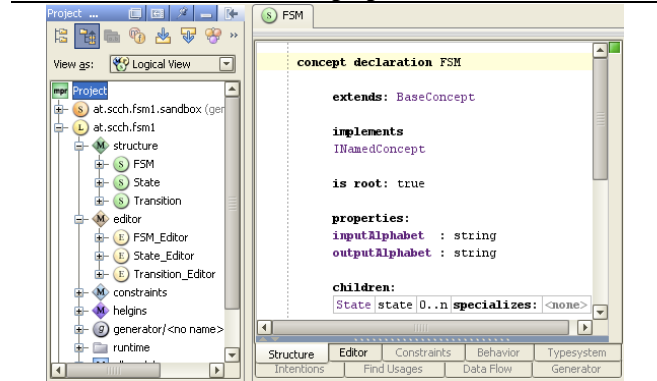 Project ...
FSM
View as: Logical View
mpr Project
S at.scch.fsm1.sandbox (ger
L at.scch.fsm1
M structure
S FSM
S State
S Transition
M editor
E FSM_Editor
E State_Editor
E Transition_Editor
M constraints
M helgins
g generator/<no name>
runtime
S FSM
concept declaration FSM
extends: BaseConcept
implements
INamedConcept
is root: true
properties:
inputAlphabet : string
outputAlphabet : string
children:
State state 0..n specializes: <none>
Structure Editor Constraints Behavior Typesystem
Intentions Find Usages Data Flow Generator